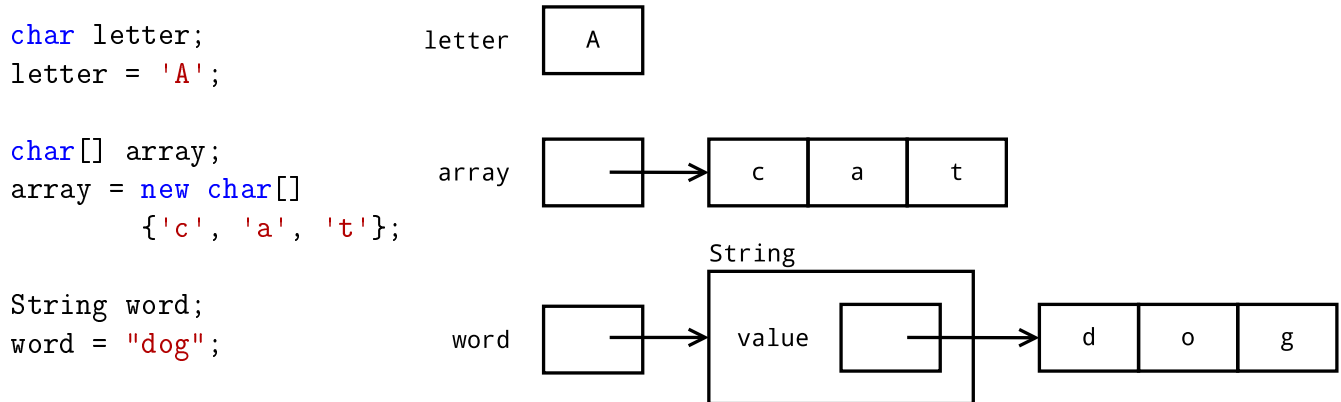 char letter;
letter = 'A';
letter A
char[] array;
array = new char[]
{'c', 'a', 't'};
array c a t
String word;
word = "dog";
String
word value d o g